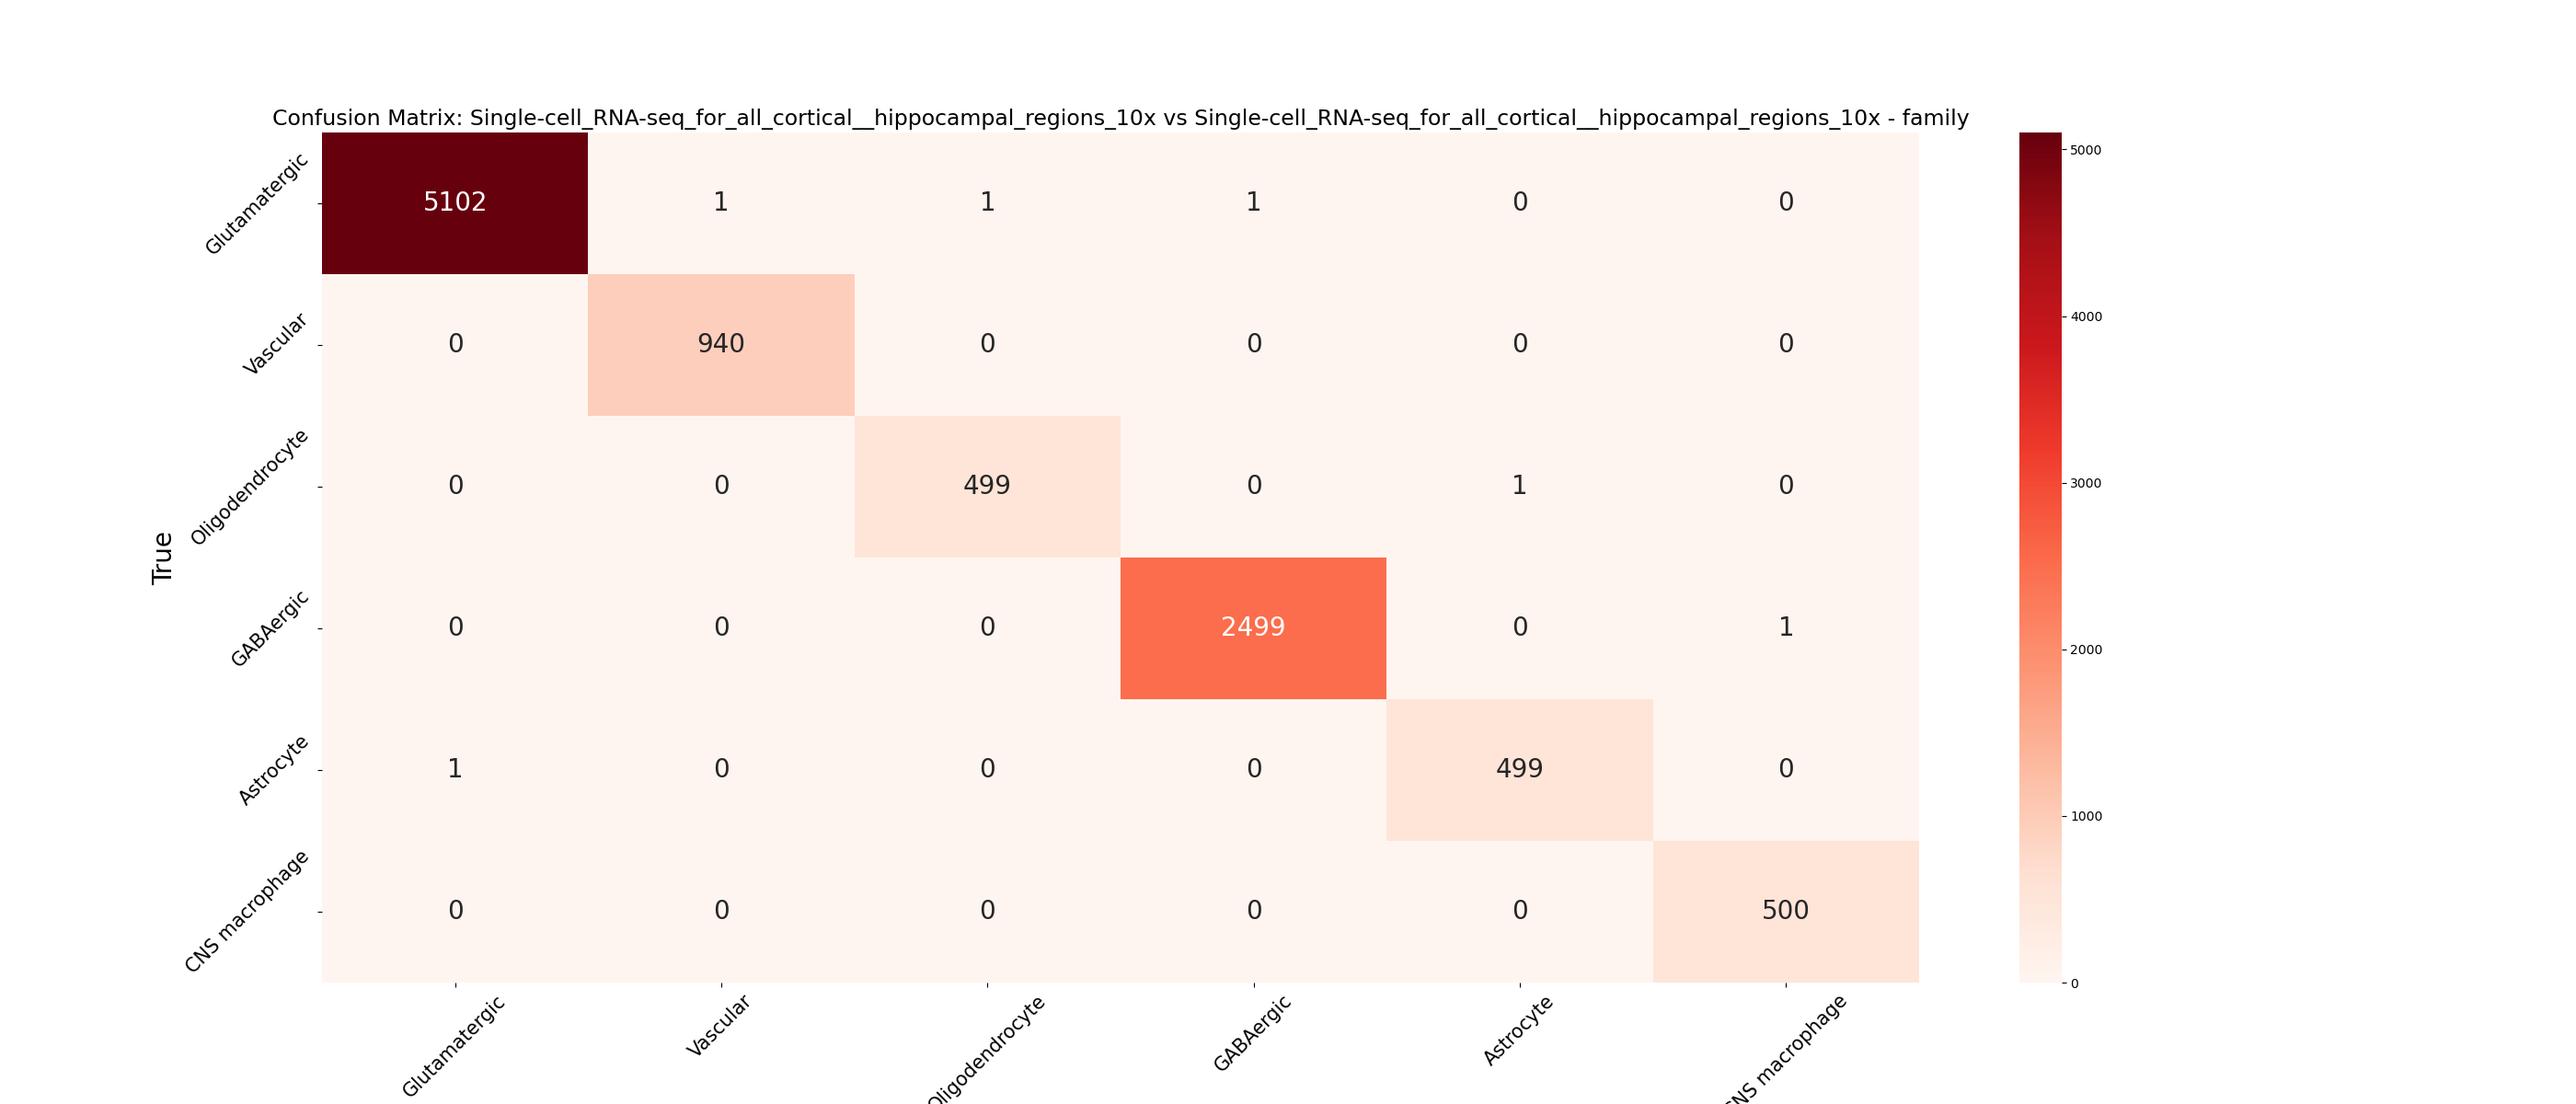 Confusion Matrix: Single-cell_RNA-seq_for_all_cortical__hippocampal_regions_10x vs Single-cell_RNA-seq_for_all_cortical__hippocampal_regions_10x - family
True
Glutamatergic 5102 1 1 1 0 0
Vascular 0 940 0 0 0 0
Oligodendrocyte 0 0 499 0 1 0
GABAergic 0 0 0 2499 0 1
Astrocyte 1 0 0 0 499 0
CNS macrophage 0 0 0 0 0 500
Glutamatergic Vascular Oligodendrocyte GABAergic Astrocyte CNS macrophage
5000
4000
3000
2000
1000
0